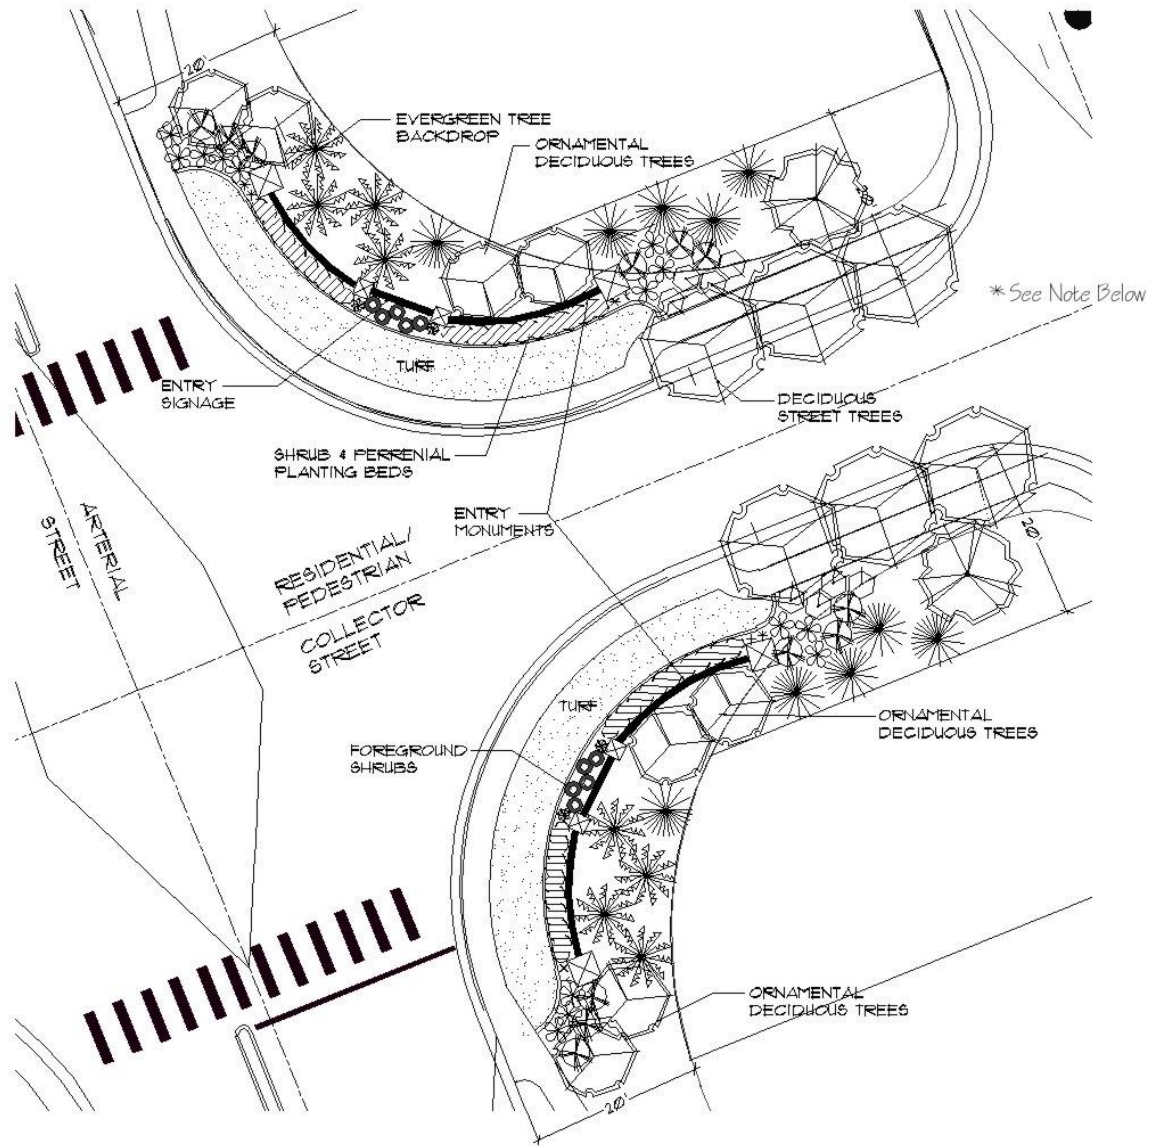 20'
EVERGREEN TREE
BACKDROP
ORNAMENTAL
DECIDUOUS TREES
* See Note Below
TURF
ENTRY
SIGNAGE
DECIDUOUS
STREET TREES
SHRUB & PERRENIAL
PLANTING BEDS
ENTRY
MONUMENTS
ARTERIAL
STREET
RESIDENTIAL/
PEDESTRIAN
COLLECTOR
STREET
20'
TURF
ORNAMENTAL
DECIDUOUS TREES
FOREGROUND
SHRUBS
ORNAMENTAL
DECIDUOUS TREES
20'